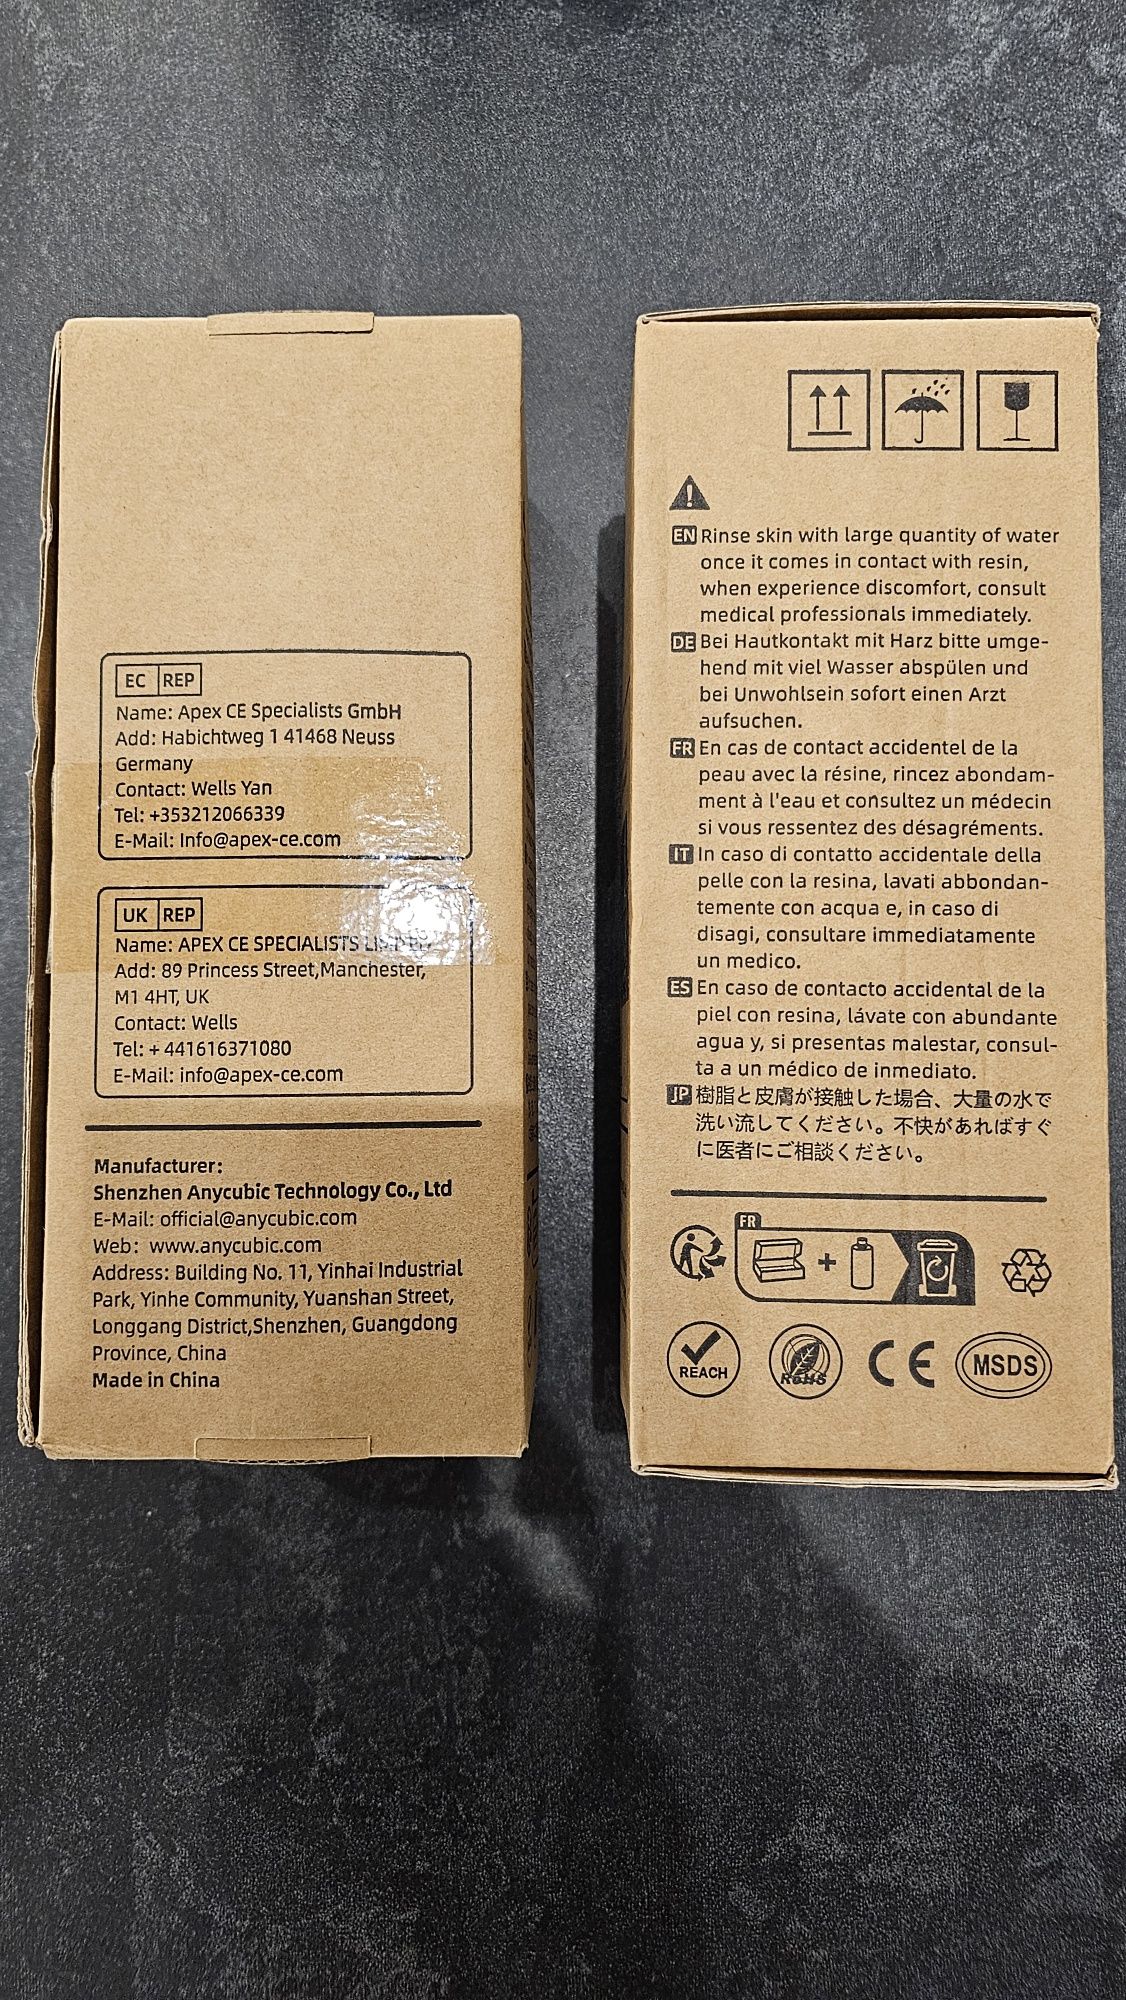 EC REP
Name: Apex CE Specialists GmbH
Add: Habichtweg 1 41468 Neuss
Germany
Contact: Wells Yan
Tel: +353212066339
E-Mail: Info@apex-ce.com
UK REP
Name: APEX CE SPECIALISTS
Add: 89 Princess Street,Manchester,
M1 4HT, UK
Contact: Wells
Tel: + 441616371080
E-Mail: info@apex-ce.com
Manufacturer:
Shenzhen Anycubic Technology Co., Ltd
E-Mail: official@anycubic.com
Web: www.anycubic.com
Address: Building No. 11, Yinhai Industrial
Park, Yinhe Community, Yuanshan Street,
Longgang District,Shenzhen, Guangdong
Province, China
Made in China
EN Rinse skin with large quantity of water
once it comes in contact with resin,
when experience discomfort, consult
medical professionals immediately.
DE Bei Hautkontakt mit Harz bitte umge-
hend mit viel Wasser abspülen und
bei Unwohlsein sofort einen Arzt
aufsuchen.
FR En cas de contact accidentel de la
peau avec la résine, rincez abondam-
ment à l'eau et consultez un médecin
si vous ressentez des désagréments.
IT In caso di contatto accidentale della
pelle con la resina, lavati abbondan-
temente con acqua e, in caso di
disagi, consultare immediatamente
un medico.
ES En caso de contacto accidental de la
piel con resina, lávate con abundante
agua y, si presentas malestar, consul-
ta a un médico de inmediato.
JP 樹脂と皮膚が接触した場合、大量の水で
洗い流してください。不快があればすぐ
に医者にご相談ください。
FR
REACH
RoHS
CE
MSDS